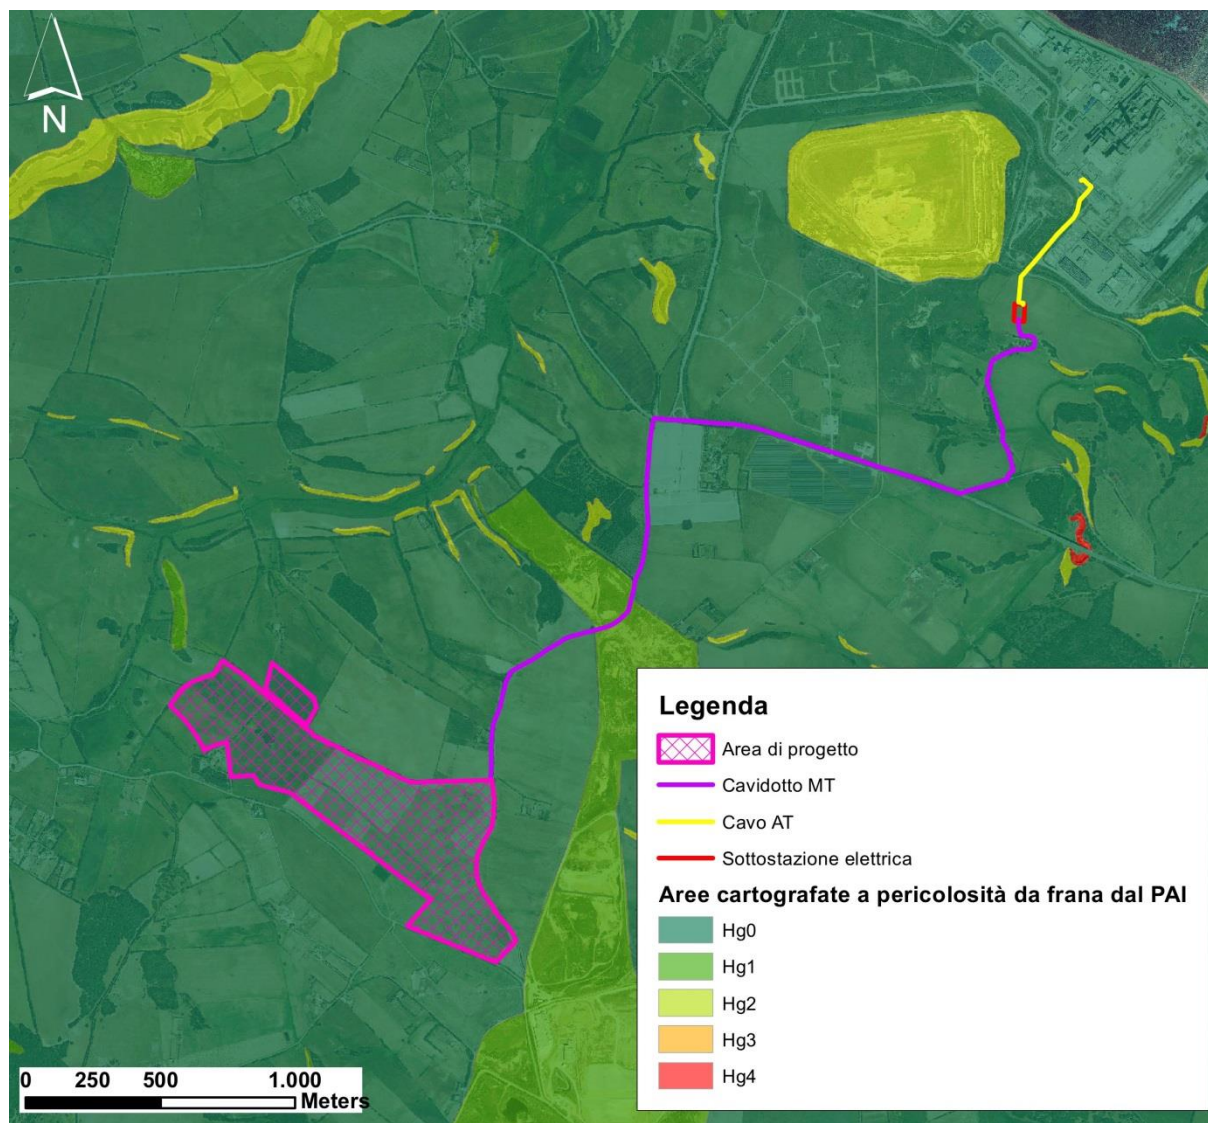 N
Legenda
Area di progetto
Cavidotto MT
Cavo AT
Sottostazione elettrica
Aree cartografate a pericolosità da frana dal PAI
Hg0
Hg1
Hg2
Hg3
Hg4
0 250 500 1.000
Meters